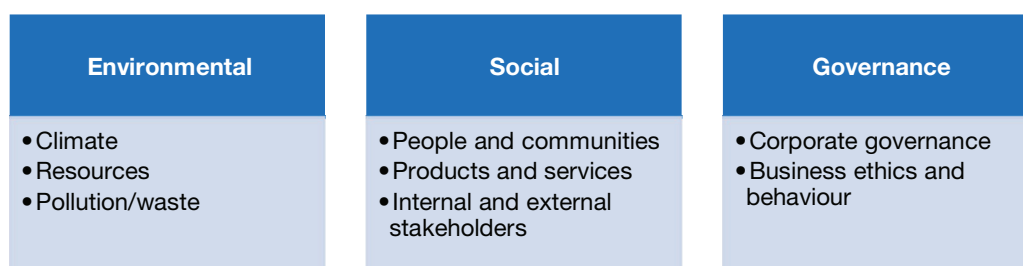 Environmental
• Climate
• Resources
• Pollution/waste
Social
• People and communities
• Products and services
• Internal and external
stakeholders
Governance
• Corporate governance
• Business ethics and
behaviour